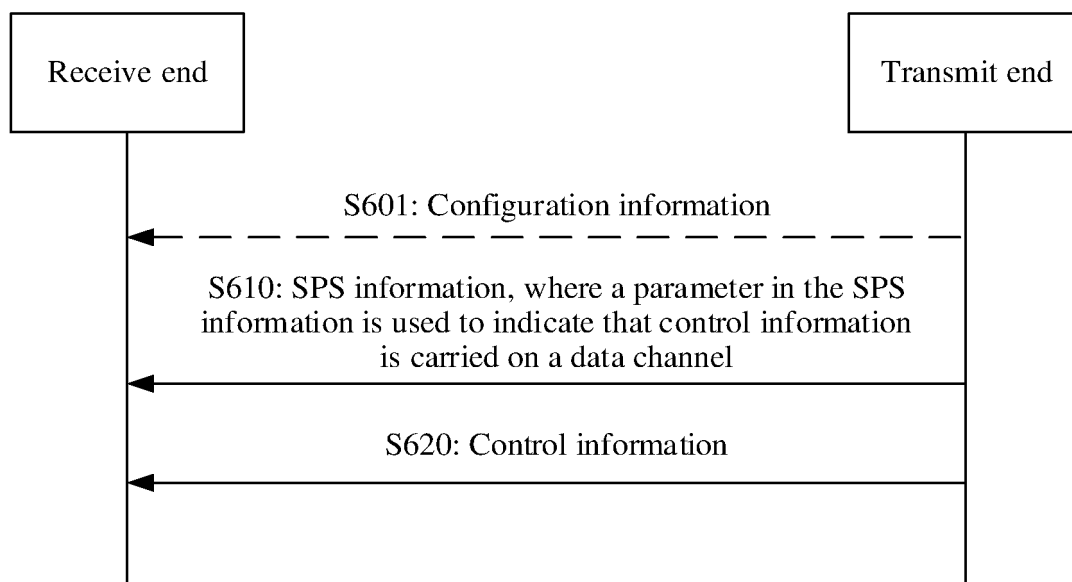 Receive end
Transmit end
S601: Configuration information
S610: SPS information, where a parameter in the SPS
information is used to indicate that control information
is carried on a data channel
S620: Control information